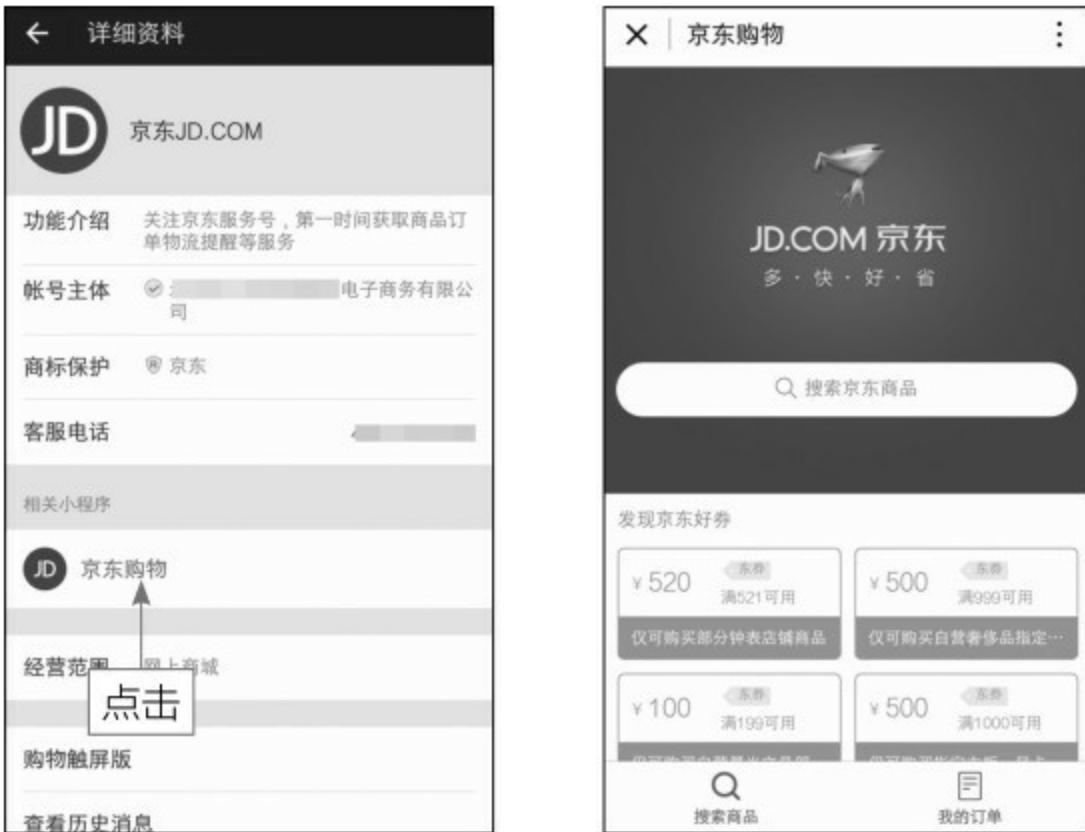 详细资料
JD
京东JD.COM
功能介绍
关注京东服务号，第一时间获取商品订
单物流提醒等服务
帐号主体
电子商务有限公
司
商标保护
京东
客服电话
相关小程序
JD
京东购物
经营范围
网上商城
点击
购物触屏版
查看历史消息
京东购物
JD.COM 京东
多·快·好·省
搜索京东商品
发现京东好券
¥ 520
东券
满521可用
仅可购买部分钟表店铺商品
¥ 500
东券
满999可用
仅可购买自营奢侈品指定…
¥ 100
东券
满199可用
¥ 500
东券
满1000可用
搜索商品
我的订单